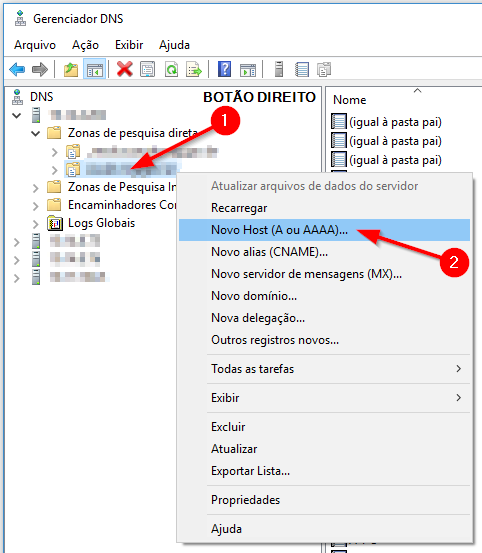 Gerenciador DNS
Arquivo Ação Exibir Ajuda
DNS
BOTÃO DIREITO
Nome
1
Zonas de pesquisa direta
(igual à pasta pai)
(igual à pasta pai)
(igual à pasta pai)
Zonas de Pesquisa In
Encaminhadores Con
Logs Globais
Atualizar arquivos de dados do servidor
Recarregar
Novo Host (A ou AAAA)...
2
Novo alias (CNAME)...
Novo servidor de mensagens (MX)...
Novo domínio...
Nova delegação...
Outros registros novos...
Todas as tarefas
Exibir
Excluir
Atualizar
Exportar Lista...
Propriedades
Ajuda